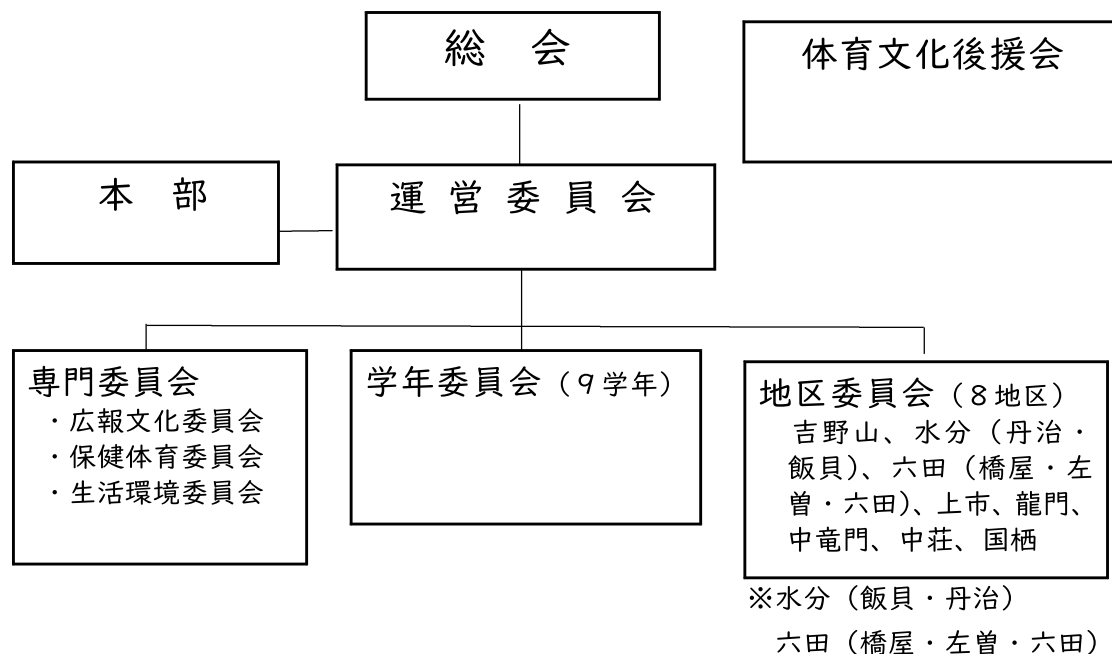 総　会
体育文化後援会
本　部
運 営 委 員 会
専門委員会
・広報文化委員会
・保健体育委員会
・生活環境委員会
学年委員会（９学年）
地区委員会（８地区）
吉野山、水分（丹治・
飯貝）、六田（橋屋・左
曽・六田）、上市、龍門、
中竜門、中荘、国栖
※水分（飯貝・丹治）
六田（橋屋・左曽・六田）